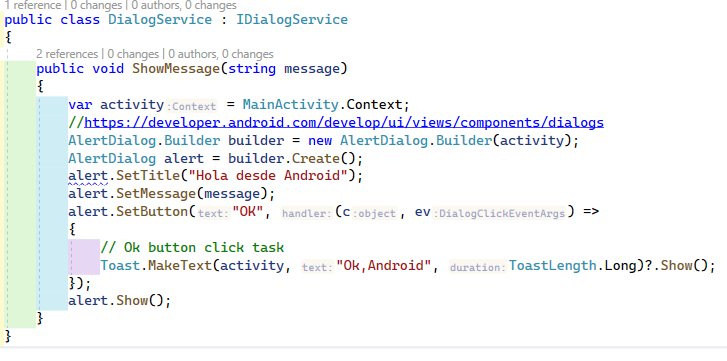 1 reference | 0 changes | 0 authors, 0 changes
public class DialogService : IDialogService
{
2 references | 0 changes | 0 authors, 0 changes
public void ShowMessage(string message)
{
var activity:Context = MainActivity.Context;
//https://developer.android.com/develop/ui/views/components/dialogs
AlertDialog.Builder builder = new AlertDialog.Builder(activity);
AlertDialog alert = builder.Create();
alert.SetTitle("Hola desde Android");
alert.SetMessage(message);
alert.SetButton(text:"OK", handler:(c:object, ev:DialogClickEventArgs) =>
{
// Ok button click task
Toast.MakeText(activity, text:"Ok,Android", duration:ToastLength.Long)?.Show();
});
alert.Show();
}
}